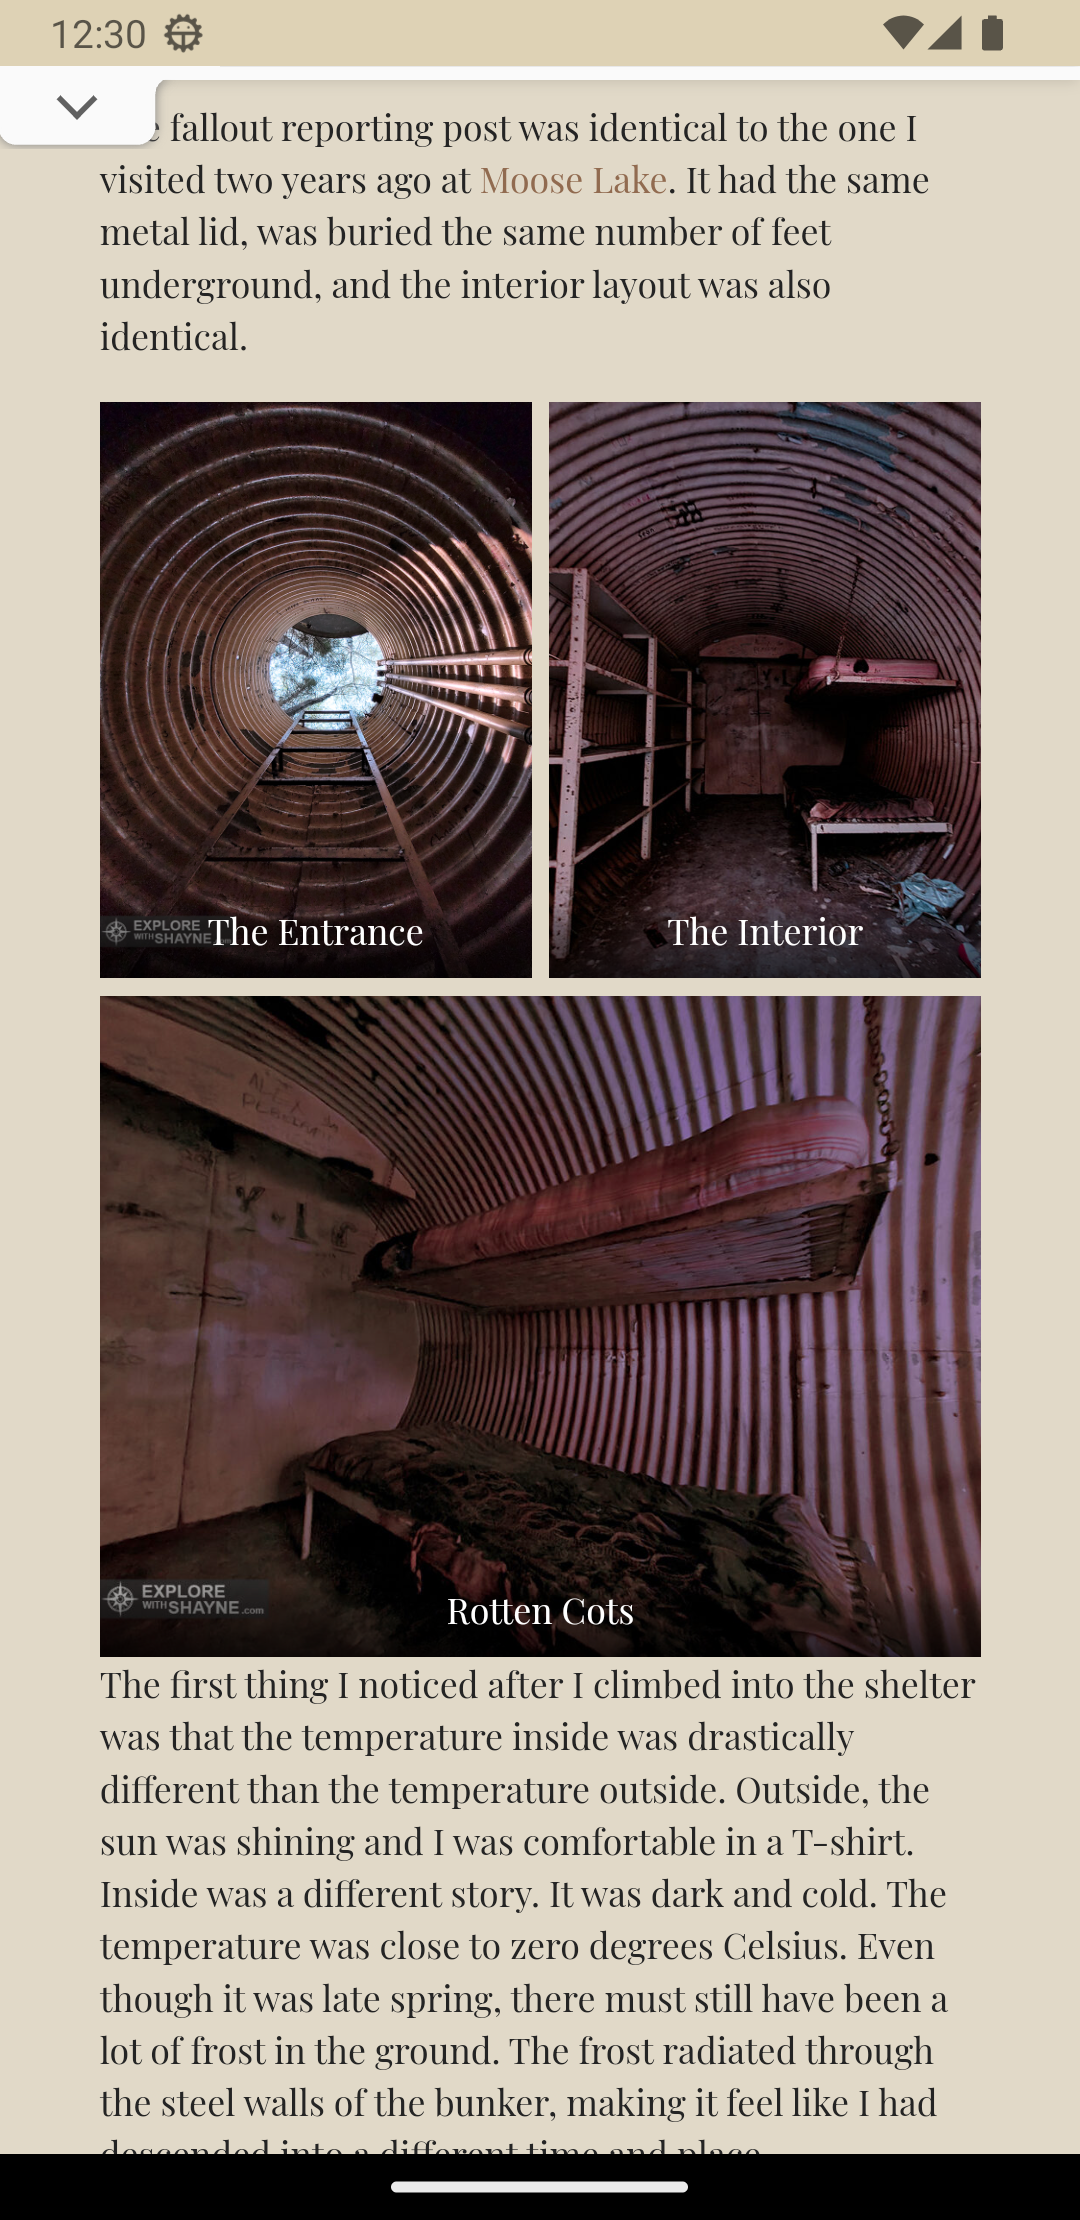 12:30
fallout reporting post was identical to the one I
visited two years ago at Moose Lake. It had the same
metal lid, was buried the same number of feet
underground, and the interior layout was also
identical.
EXPLORE
WITH SHAYNE
The Entrance
The Interior
EXPLORE
WITH SHAYNE.com
Rotten Cots
The first thing I noticed after I climbed into the shelter
was that the temperature inside was drastically
different than the temperature outside. Outside, the
sun was shining and I was comfortable in a T-shirt.
Inside was a different story. It was dark and cold. The
temperature was close to zero degrees Celsius. Even
though it was late spring, there must still have been a
lot of frost in the ground. The frost radiated through
the steel walls of the bunker, making it feel like I had
descended into a different time and place.